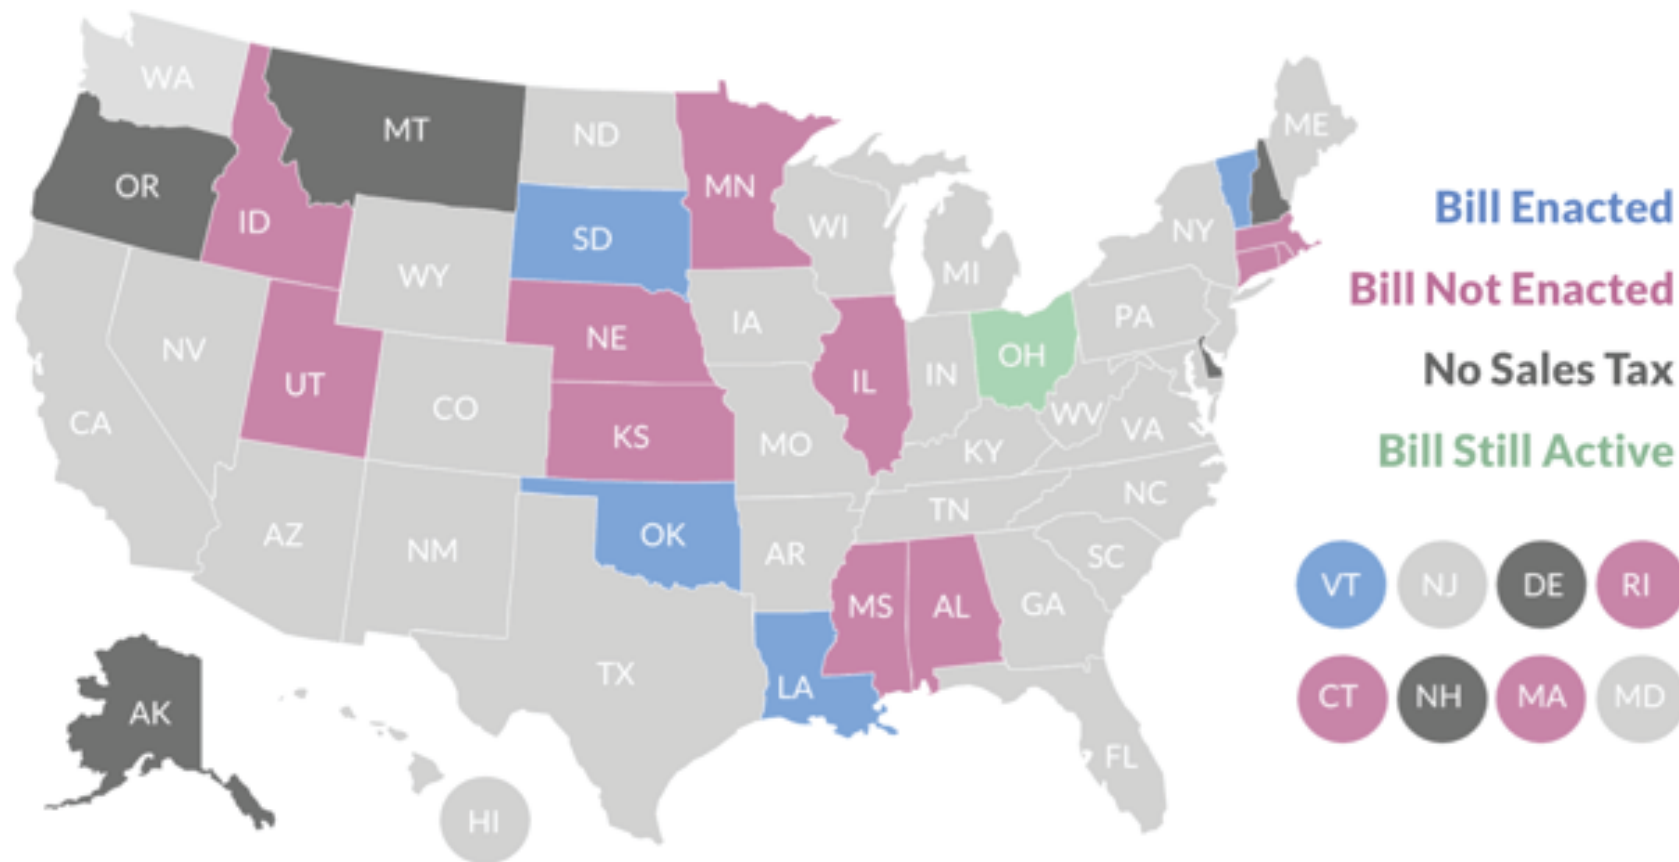 WA
MT
ND
MN
ME
OR
ID
SD
WI
NY
WY
MI
IA
PA
NV
NE
OH
UT
IL
IN
CO
WV
CA
KS
MO
VA
KY
NC
TN
AZ
NM
OK
AR
SC
MS
AL
GA
TX
LA
AK
FL
HI
Bill Enacted
Bill Not Enacted
No Sales Tax
Bill Still Active
VT NJ DE RI
CT NH MA MD